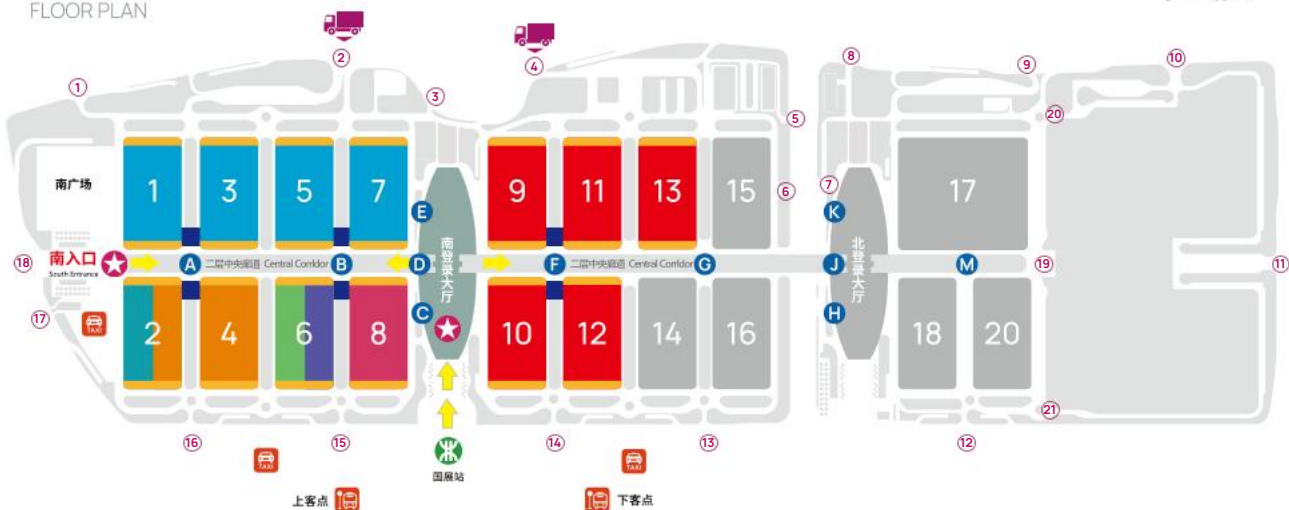 FLOOR PLAN
②
④
⑧
⑨
⑩
①
③
⑤
⑳
南广场
1
3
5
7
9
11
13
15
⑥
⑦
17
E
K
南入口
South Entrance
⑱
A
二层中央廊道 Central Corridor
B
D
南登录大厅
F
二层中央廊道 Central Corridor
G
J
北登录大厅
M
⑲
⑪
C
H
⑰
TAXI
2
4
6
8
10
12
14
16
18
20
㉑
⑯
⑮
⑭
⑬
⑫
TAXI
国展站
TAXI
上客点
下客点